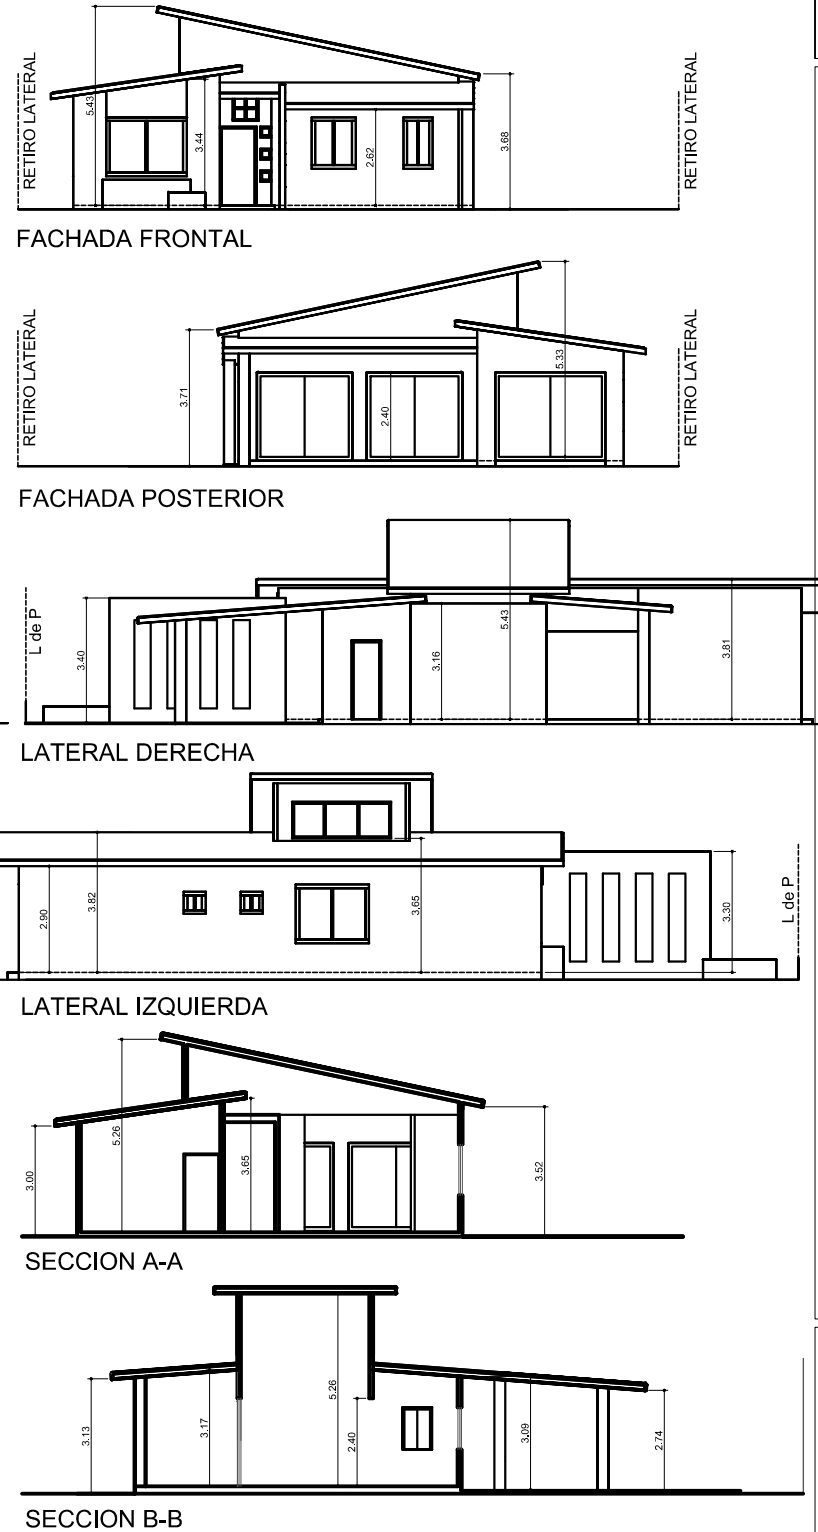 RETIRO LATERAL
5.43
3.44
2.62
3.68
RETIRO LATERAL
FACHADA FRONTAL
RETIRO LATERAL
3.71
2.40
5.33
RETIRO LATERAL
FACHADA POSTERIOR
L de P
3.40
3.16
5.43
3.81
LATERAL DERECHA
2.90
3.82
3.65
3.30
L de P
LATERAL IZQUIERDA
3.00
5.26
3.65
3.52
SECCION A-A
3.13
3.17
5.26
2.40
3.09
2.74
SECCION B-B